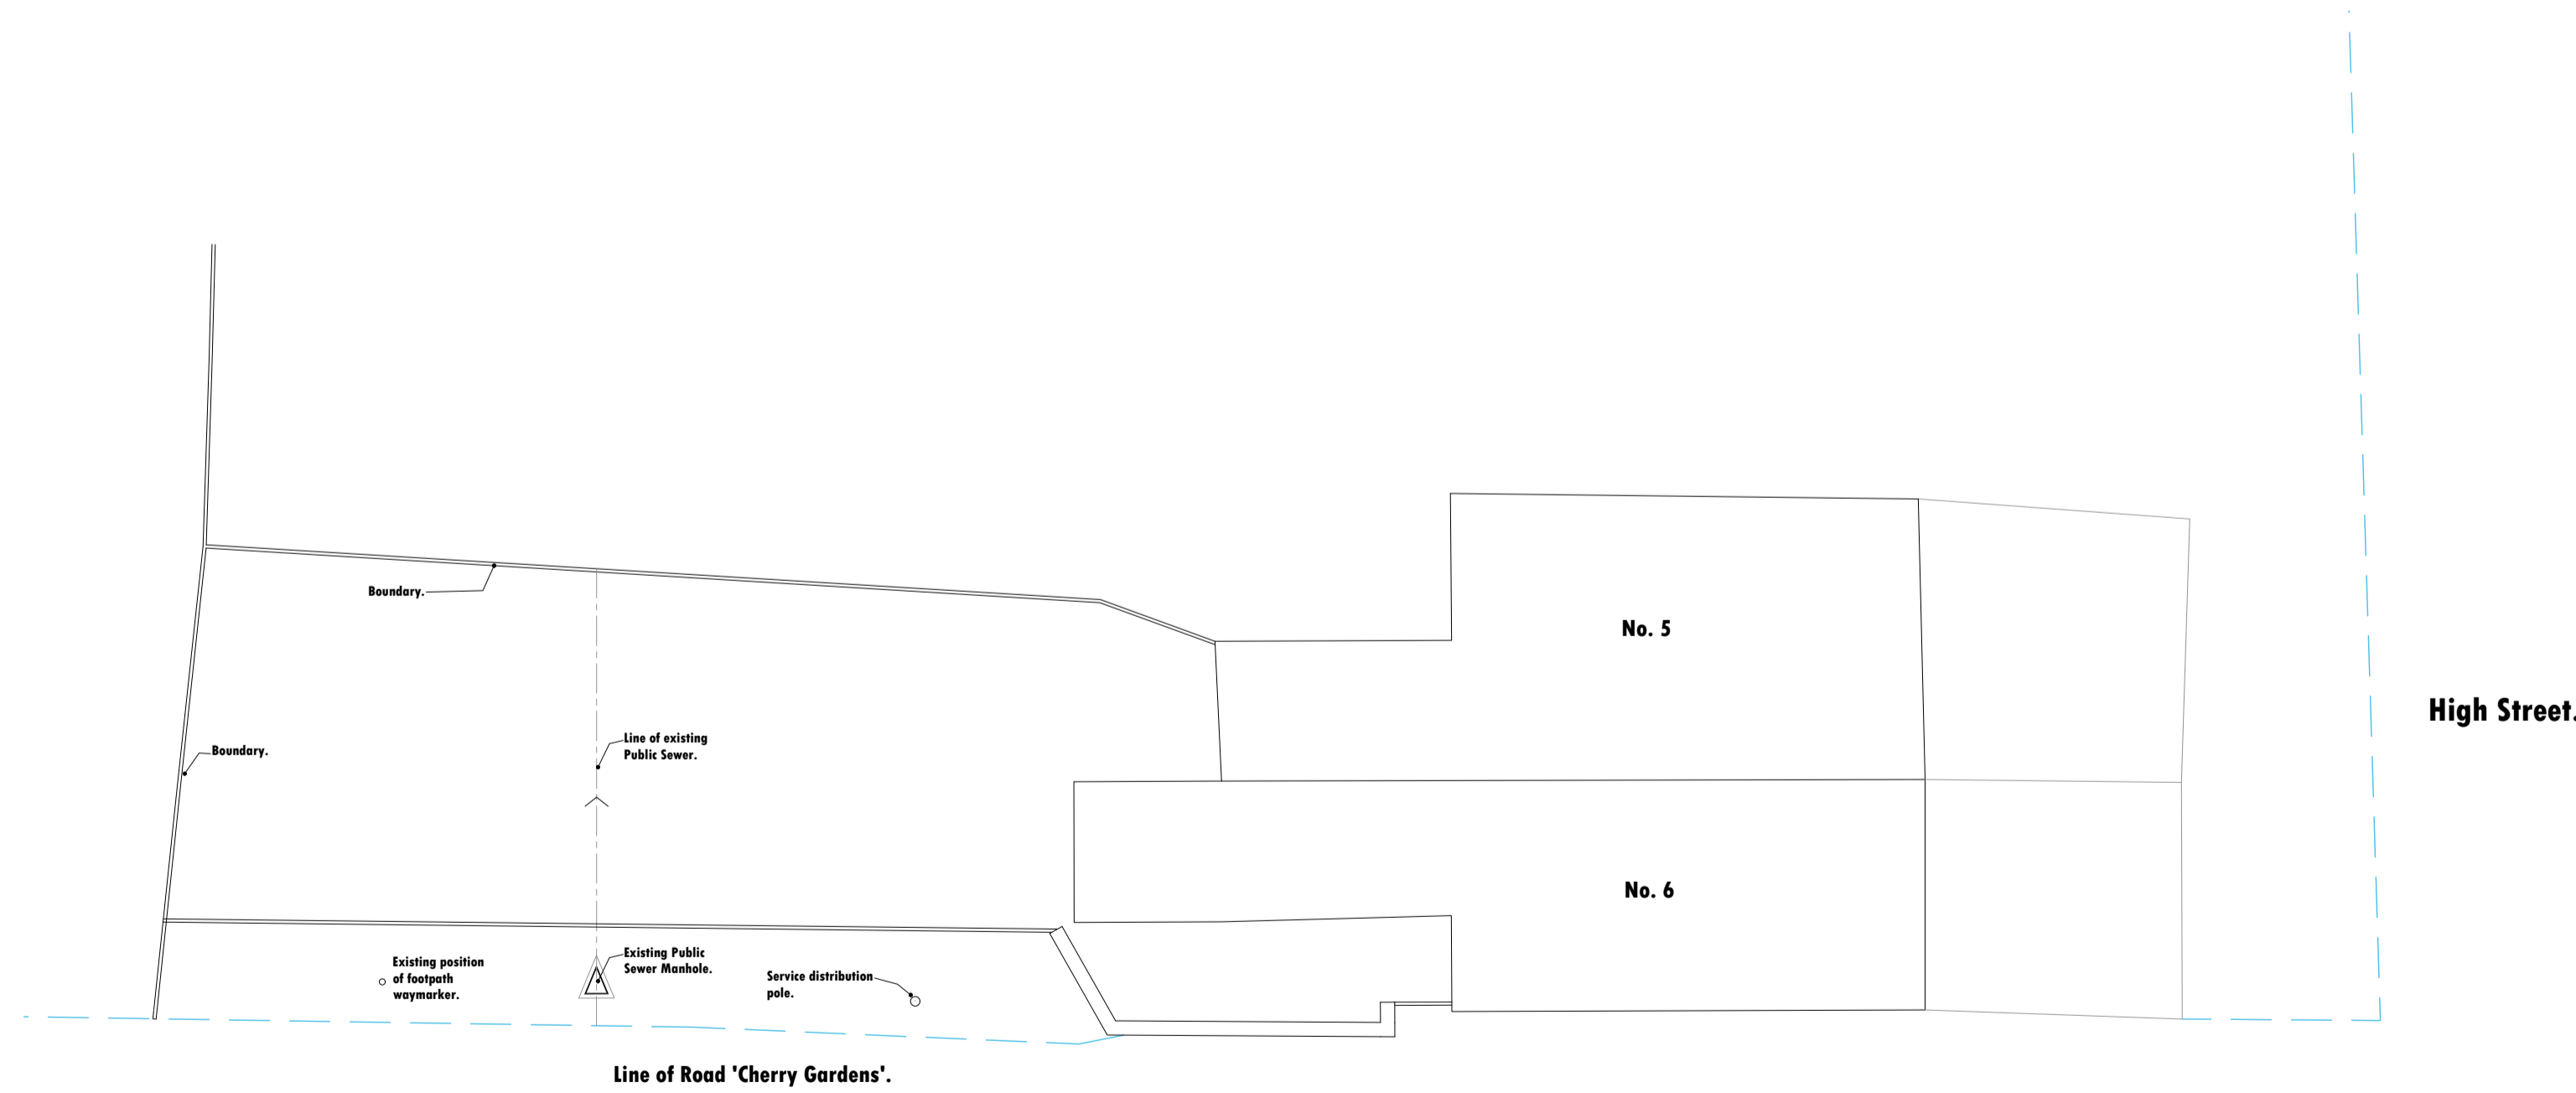 No. 5
Boundary.
High Street.
Line of existing
Public Sewer.
Boundary.
No. 6
Existing Public
Sewer Manhole.
Existing position
of footpath
waymarker.
Service distribution
pole.
Line of Road 'Cherry Gardens'.